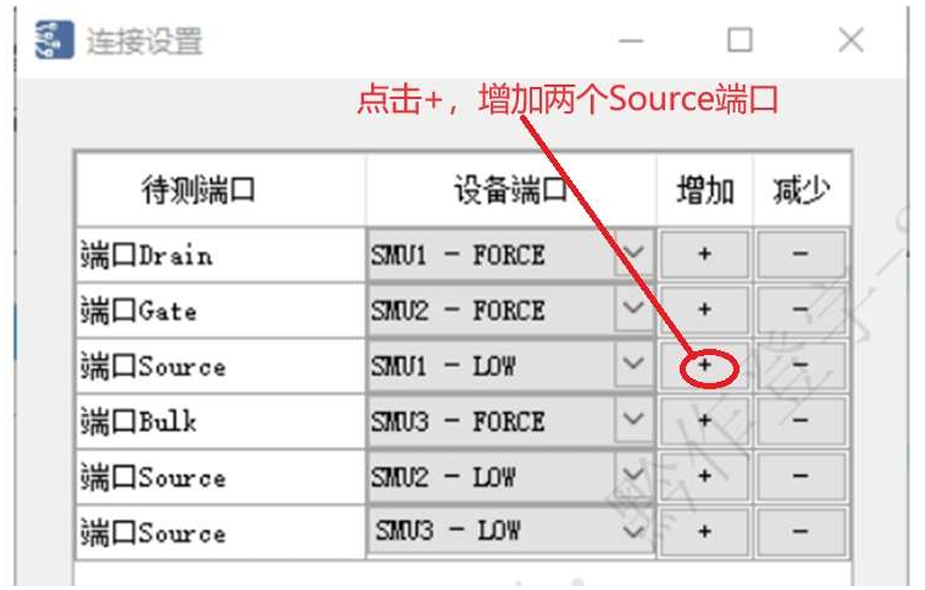 连接设置
点击+，增加两个Source端口
待测端口 设备端口 增加 减少
端口Drain SMU1 - FORCE + -
端口Gate SMU2 - FORCE + -
端口Source SMU1 - LOW + -
端口Bulk SMU3 - FORCE + -
端口Source SMU2 - LOW + -
端口Source SMU3 - LOW + -
黔作登字-